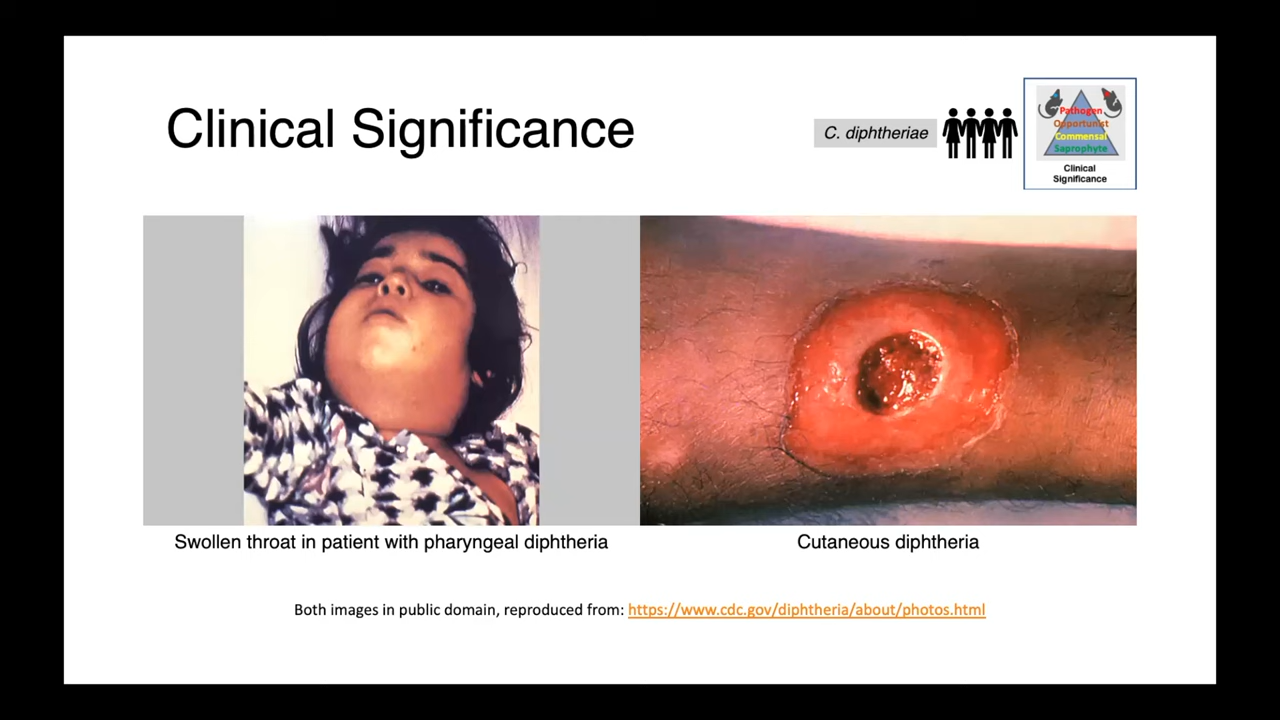 Clinical Significance
C. diphtheriae
Pathogen
Opportunist
Commensal
Saprophyte
Clinical
Significance
Swollen throat in patient with pharyngeal diphtheria
Cutaneous diphtheria
Both images in public domain, reproduced from: https://www.cdc.gov/diphtheria/about/photos.html